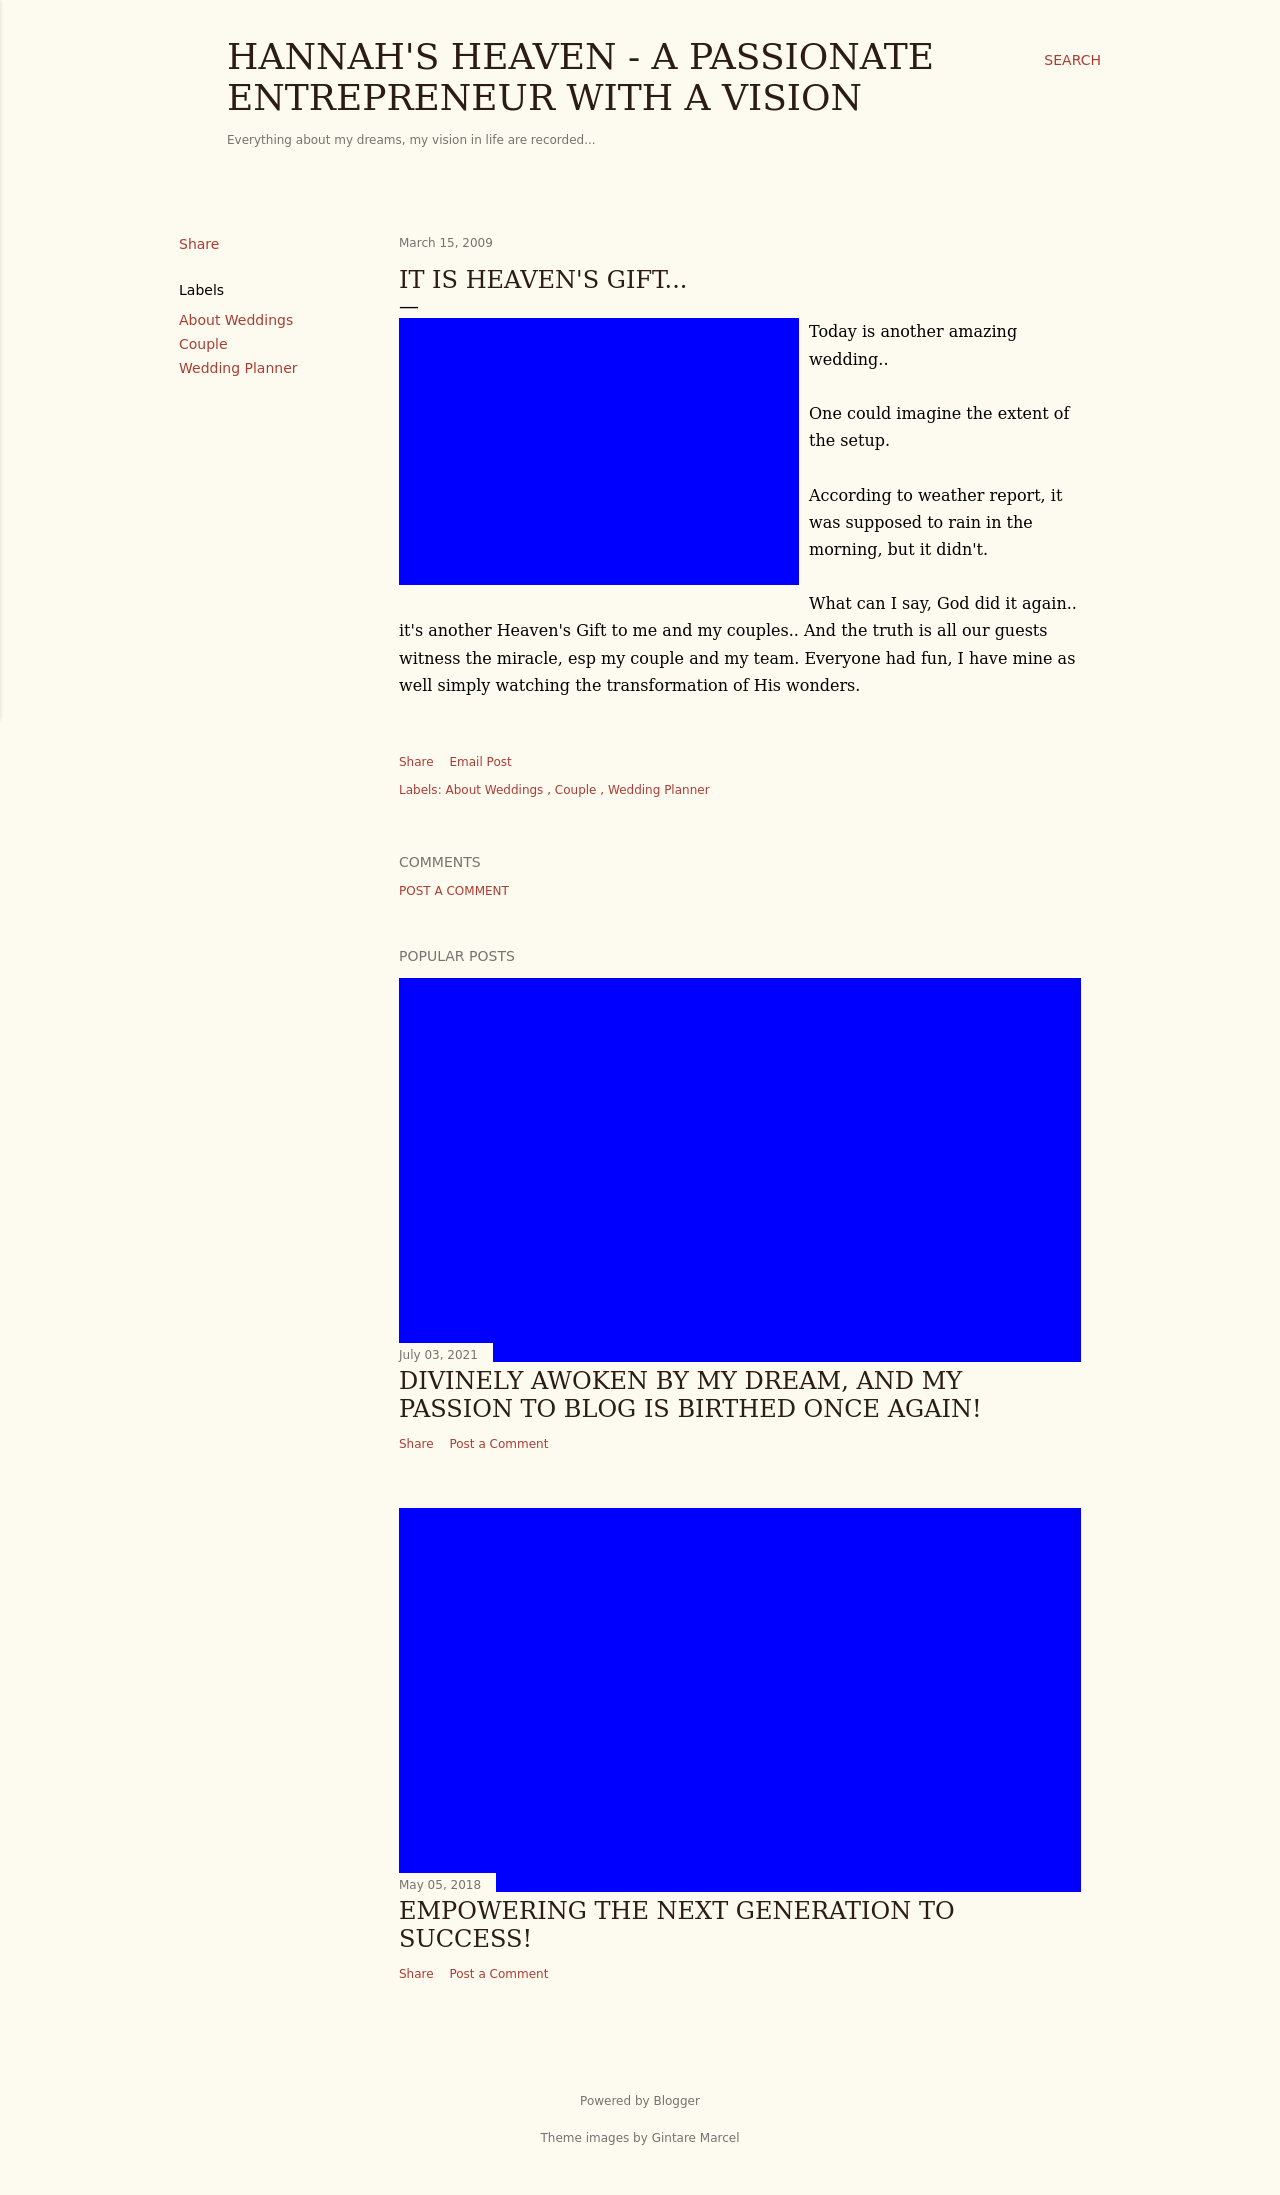 HANNAH'S HEAVEN - A PASSIONATE
ENTREPRENEUR WITH A VISION
SEARCH
Everything about my dreams, my vision in life are recorded...
Share
Labels
About Weddings
Couple
Wedding Planner
March 15, 2009
IT IS HEAVEN'S GIFT...
Today is another amazing
wedding..
One could imagine the extent of
the setup.
According to weather report, it
was supposed to rain in the
morning, but it didn't.
What can I say, God did it again..
it's another Heaven's Gift to me and my couples.. And the truth is all our guests
witness the miracle, esp my couple and my team. Everyone had fun, I have mine as
well simply watching the transformation of His wonders.
Share Email Post
Labels: About Weddings , Couple , Wedding Planner
COMMENTS
POST A COMMENT
POPULAR POSTS
July 03, 2021
DIVINELY AWOKEN BY MY DREAM, AND MY
PASSION TO BLOG IS BIRTHED ONCE AGAIN!
Share Post a Comment
May 05, 2018
EMPOWERING THE NEXT GENERATION TO
SUCCESS!
Share Post a Comment
Powered by Blogger
Theme images by Gintare Marcel